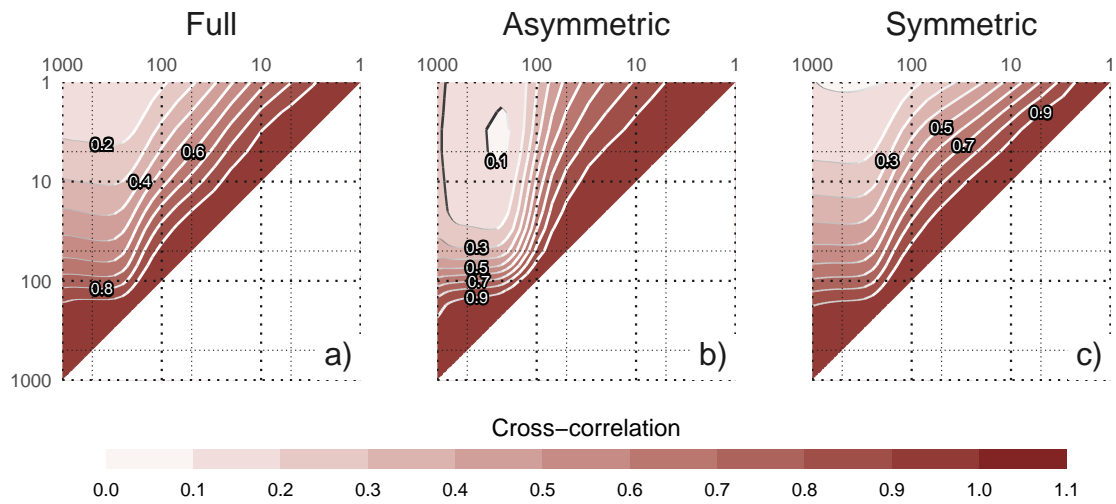 Full Asymmetric Symmetric
1000 100 10 1 1000 100 10 1 1000 100 10 1
1
10
100
1000
0.2
0.6
0.4
0.8
a)
0.1
0.3
0.5
0.7
0.9
b)
0.9
0.5
0.7
0.3
c)
Cross−correlation
0.0 0.1 0.2 0.3 0.4 0.5 0.6 0.7 0.8 0.9 1.0 1.1